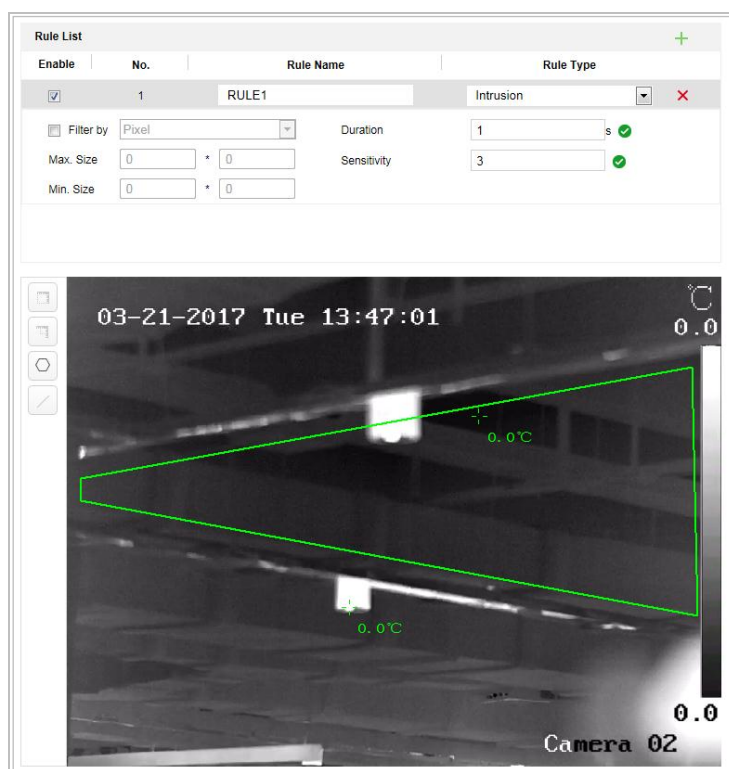 Rule List
Enable No. Rule Name Rule Type
1 RULE1 Intrusion
Filter by Pixel Duration 1 s
Max. Size 0 * 0 Sensitivity 3
Min. Size 0 * 0
03-21-2017 Tue 13:47:01 ℃
0.0
0.0℃
0.0℃
0.0
Camera 02